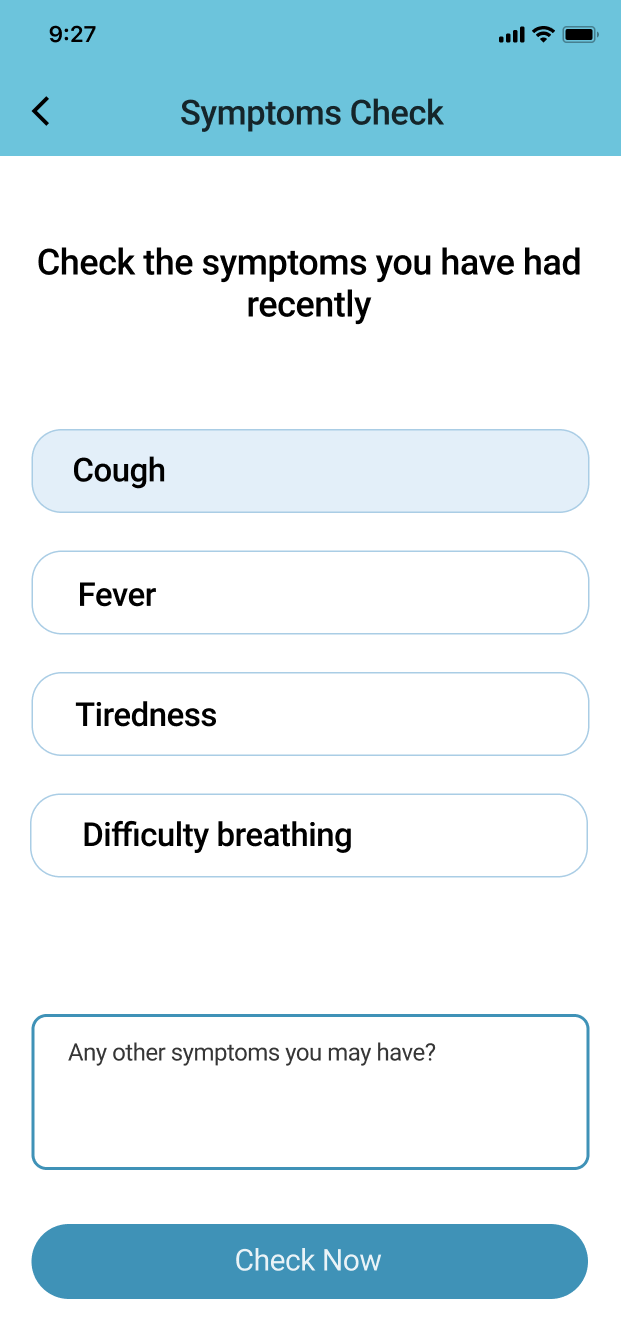 9:27
Symptoms Check
Check the symptoms you have had
recently
Cough
Fever
Tiredness
Difficulty breathing
Any other symptoms you may have?
Check Now